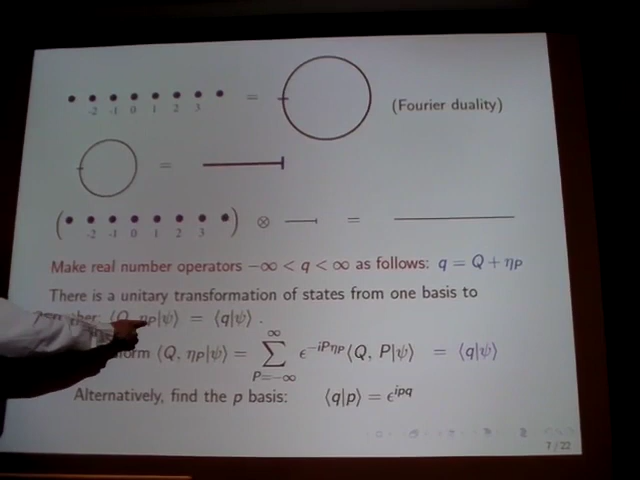 -2 -1 0 1 2 3 = (Fourier duality)
=
( -2 -1 0 1 2 3 ) ⊗ =
Make real number operators −∞ < q < ∞ as follows: q = Q + ηP
There is a unitary transformation of states from one basis to
⟨Q, ηP|ψ⟩ = ⟨q|ψ⟩ .
⟨Q, ηP|ψ⟩ = ∑_{P=−∞}^{∞} ϵ^{−iPηP}⟨Q, P|ψ⟩ = ⟨q|ψ⟩
Alternatively, find the p basis: ⟨q|p⟩ = ϵ^{ipq}
7 / 22